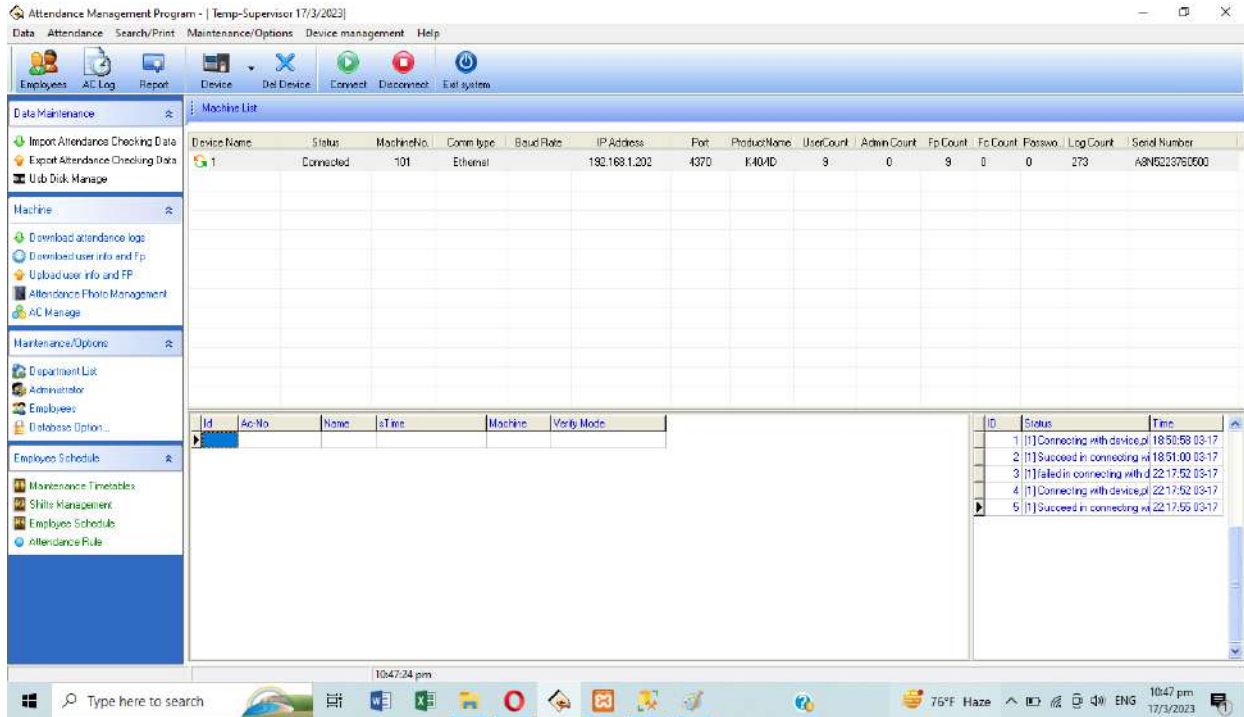 Attendance Management Program - [ Temp-Supervisor 17/3/2023]
Data Attendance Search/Print Maintenance/Options Device management Help
Employees AC Log Report Device Del Device Connect Disconnect Exit system
Data Maintenance
Import Attendance Checking Data
Export Attendance Checking Data
Usb Disk Manage
Machine
Download attendance logs
Download user info and Fp
Upload user info and FP
Attendance Photo Management
AC Manage
Maintenance/Options
Department List
Administrator
Employees
Database Option...
Employee Schedule
Maintenance Timetables
Shifts Management
Employee Schedule
Attendance Rule
Machine List
Device Name Status MachineNo. Comm type Baud Rate IP Address Port ProductName UserCount Admin Count Fp Count Fc Count Passwo... Log Count Serial Number
1 Connected 101 Ethernet 192.168.1.202 4370 K40/ID 9 0 9 0 0 273 A8N5223760500
Id Ac-No Name sTime Machine Verify Mode
ID Status Time
1 [1]Connecting with device,pl 18:50:58 03-17
2 [1]Succeed in connecting wi 18:51:00 03-17
3 [1]failed in connecting with d 22:17:52 03-17
4 [1]Connecting with device,pl 22:17:52 03-17
5 [1]Succeed in connecting wi 22:17:55 03-17
10:47:24 pm
Type here to search
76°F Haze ENG 10:47 pm
17/3/2023